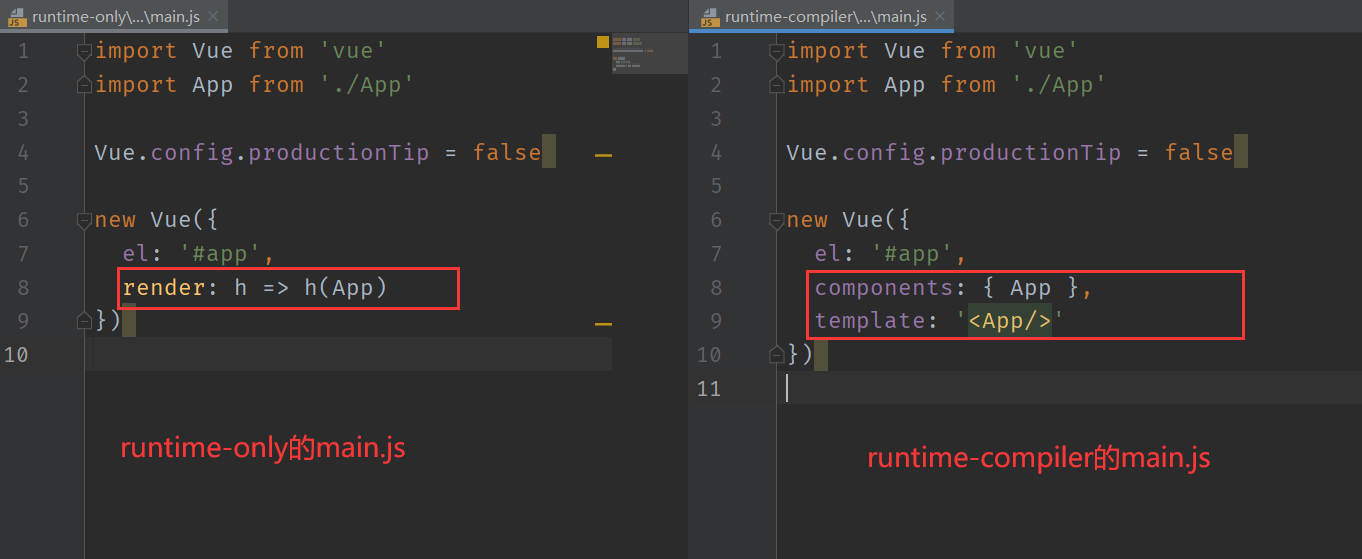 runtime-only\...\main.js
1 import Vue from 'vue'
2 import App from './App'
3
4 Vue.config.productionTip = false
5
6 new Vue({
7   el: '#app',
8   render: h => h(App)
9 })
10
runtime-only的main.js
runtime-compiler\...\main.js
1 import Vue from 'vue'
2 import App from './App'
3
4 Vue.config.productionTip = false
5
6 new Vue({
7   el: '#app',
8   components: { App },
9   template: '<App/>'
10 })
11
runtime-compiler的main.js